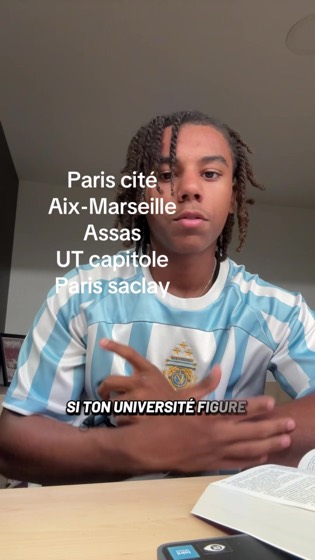 Paris cité
Aix-Marseille
Assas
UT capitole
Paris saclay
SI TON UNIVERSITÉ FIGURE